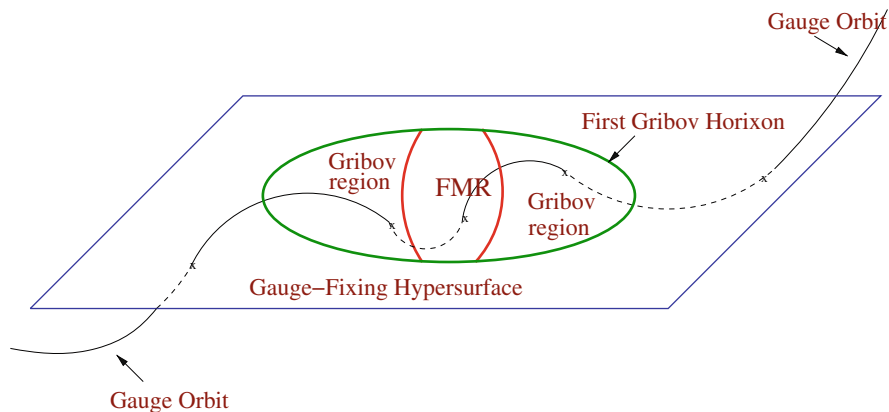 Gauge Orbit
First Gribov Horixon
Gribov
region
FMR
Gribov
region
x
x
x
x
x
Gauge−Fixing Hypersurface
Gauge Orbit